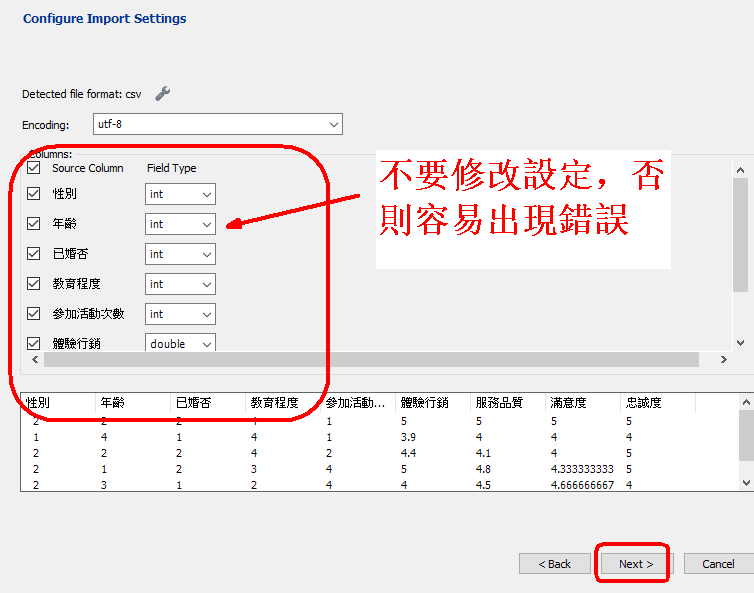 Configure Import Settings
Detected file format: csv
Encoding: utf-8
Columns:
Source Column Field Type
性別 int
年齡 int
已婚否 int
教育程度 int
參加活動次數 int
體驗行銷 double
不要修改設定，否
則容易出現錯誤
性別 年齡 已婚否 教育程度 參加活動... 體驗行銷 服務品質 滿意度 忠誠度
2 2 2 4 1 5 5 5 5
1 4 1 4 1 3.9 4 4 4
2 2 2 4 2 4.4 4.1 4 5
2 1 2 3 4 5 4.8 4.333333333 5
2 3 1 2 4 4 4.5 4.666666667 4
< Back Next > Cancel